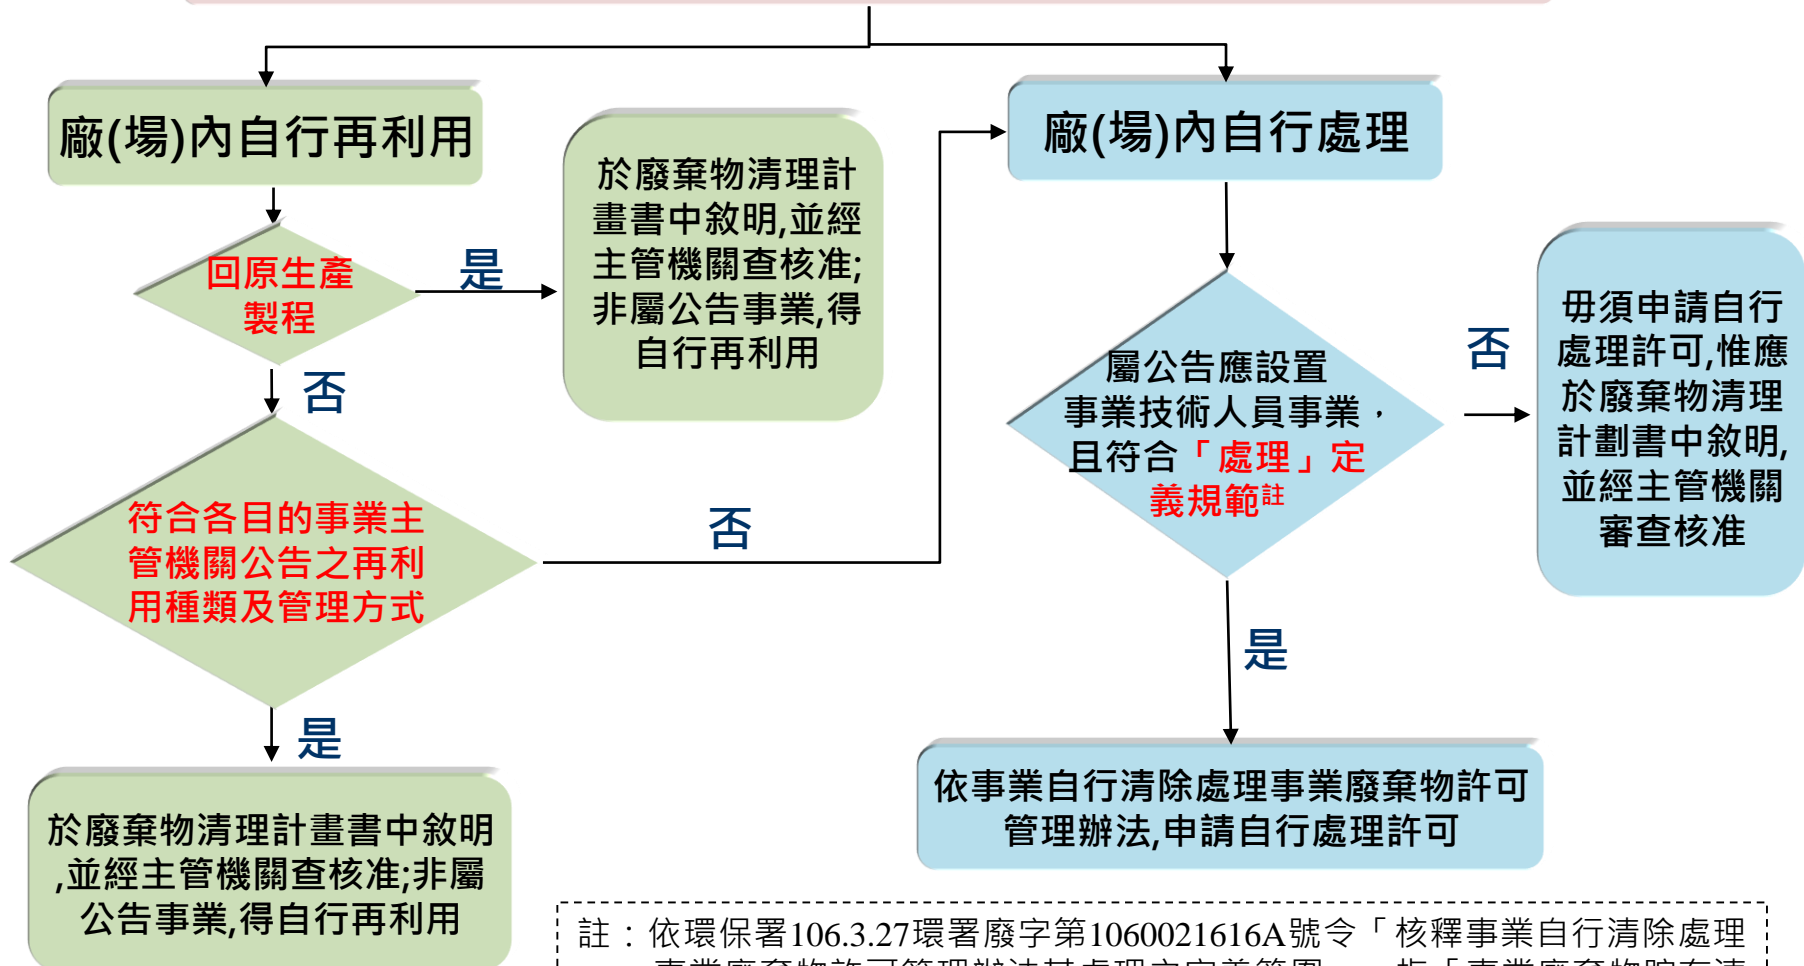 廠(場)內自行再利用
回原生產
製程
是
於廢棄物清理計
畫書中敘明,並經
主管機關查核准;
非屬公告事業,得
自行再利用
否
符合各目的事業主
管機關公告之再利
用種類及管理方式
否
是
於廢棄物清理計畫書中敘明
,並經主管機關查核准;非屬
公告事業,得自行再利用
廠(場)內自行處理
屬公告應設置
事業技術人員事業，
且符合「處理」定
義規範註
否
毋須申請自行
處理許可,惟應
於廢棄物清理
計劃書中敘明,
並經主管機關
審查核准
是
依事業自行清除處理事業廢棄物許可
管理辦法,申請自行處理許可
註：依環保署106.3.27環署廢字第1060021616A號令「核釋事業自行清除處理